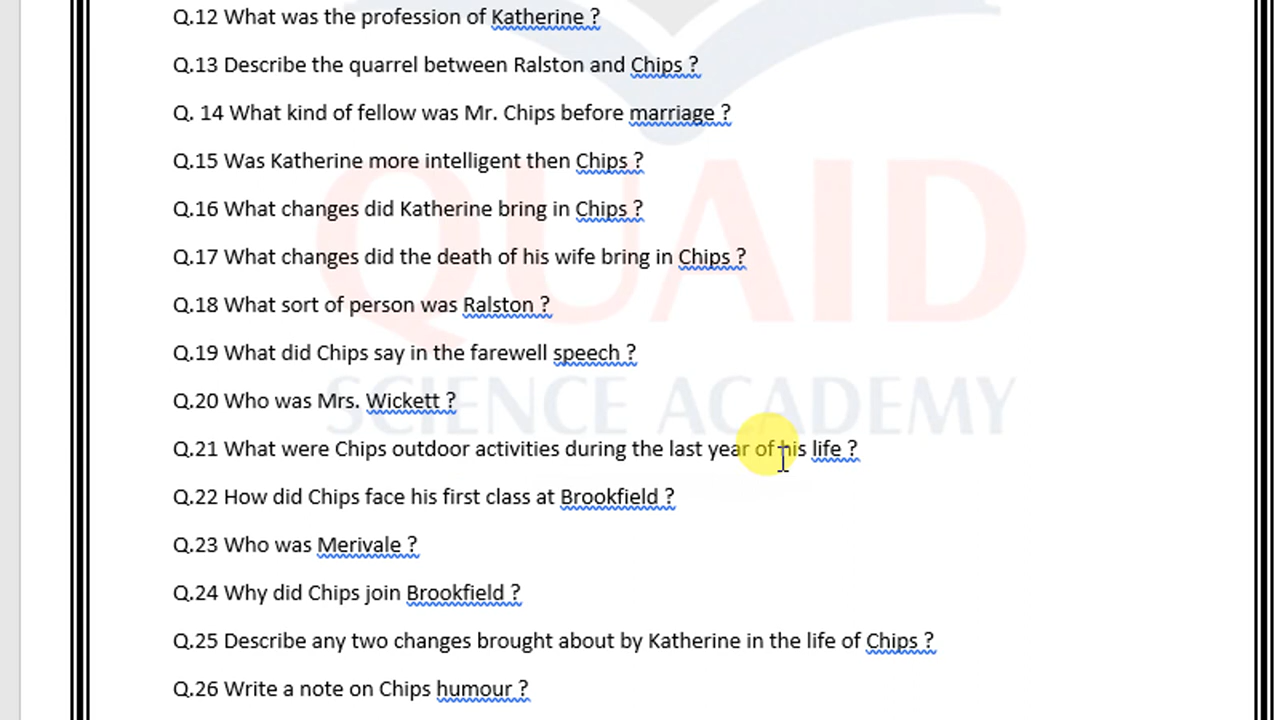 Q.12 What was the profession of Katherine ?
Q.13 Describe the quarrel between Ralston and Chips ?
Q. 14 What kind of fellow was Mr. Chips before marriage ?
Q.15 Was Katherine more intelligent then Chips ?
Q.16 What changes did Katherine bring in Chips ?
Q.17 What changes did the death of his wife bring in Chips ?
Q.18 What sort of person was Ralston ?
QUAID
Q.19 What did Chips say in the farewell speech ?
Q.20 Who was Mrs. Wickett ?
SCIENCE ACADEMY
Q.21 What were Chips outdoor activities during the last year of his life ?
Q.22 How did Chips face his first class at Brookfield ?
Q.23 Who was Merivale ?
Q.24 Why did Chips join Brookfield ?
Q.25 Describe any two changes brought about by Katherine in the life of Chips ?
Q.26 Write a note on Chips humour ?